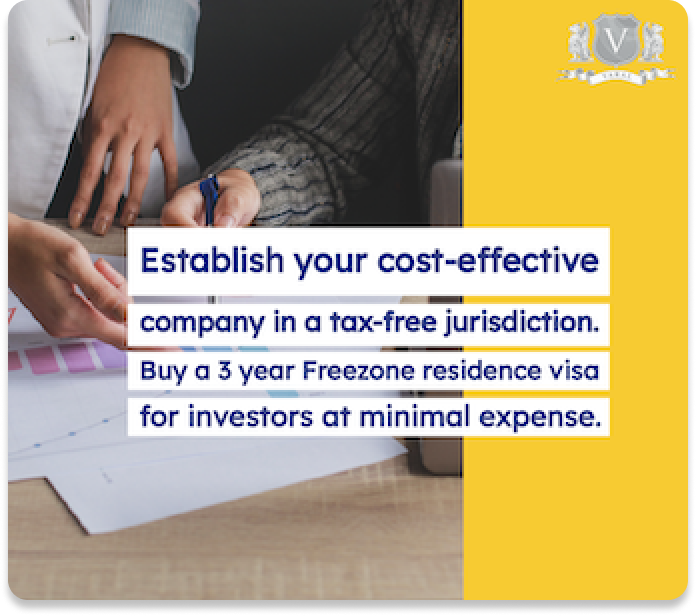 V
Establish your cost-effective
company in a tax-free jurisdiction.
Buy a 3 year Freezone residence visa
for investors at minimal expense.